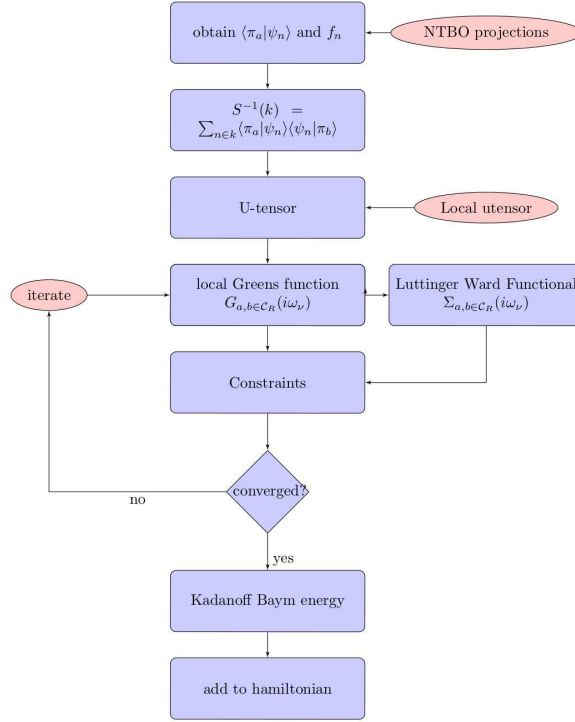 obtain ⟨π_a|ψ_n⟩ and f_n
NTBO projections
S^{-1}(k) =
∑_{n∈k}⟨π_a|ψ_n⟩⟨ψ_n|π_b⟩
U-tensor
Local utensor
iterate
local Greens function
G_{a,b∈𝒞_R}(iω_ν)
Luttinger Ward Functional
Σ_{a,b∈𝒞_R}(iω_ν)
Constraints
converged?
no
yes
Kadanoff Baym energy
add to hamiltonian